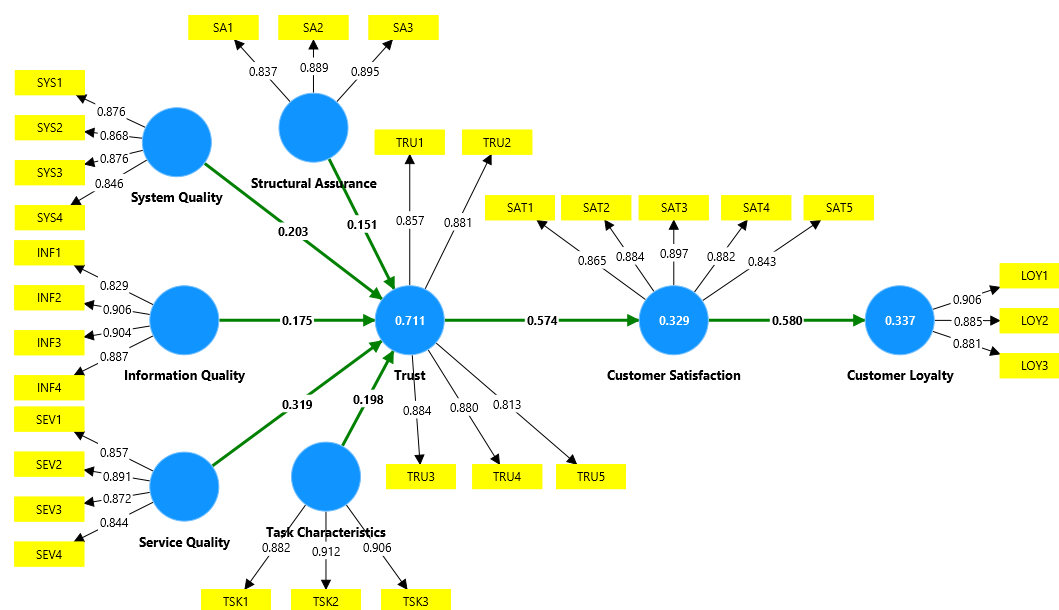 SA1
SA2
SA3
0.837
0.889
0.895
SYS1
SYS2
SYS3
SYS4
0.876
0.868
0.876
0.846
System Quality
Structural Assurance
0.203
0.151
TRU1
TRU2
0.857
0.881
SAT1
SAT2
SAT3
SAT4
SAT5
0.865
0.884
0.897
0.882
0.843
INF1
INF2
INF3
INF4
0.829
0.906
0.904
0.887
Information Quality
0.175
0.711
Trust
0.574
0.329
Customer Satisfaction
0.580
0.337
Customer Loyalty
0.906
0.885
0.881
LOY1
LOY2
LOY3
0.319
0.198
0.884
0.880
0.813
TRU3
TRU4
TRU5
SEV1
SEV2
SEV3
SEV4
0.857
0.891
0.872
0.844
Service Quality
Task Characteristics
0.882
0.912
0.906
TSK1
TSK2
TSK3